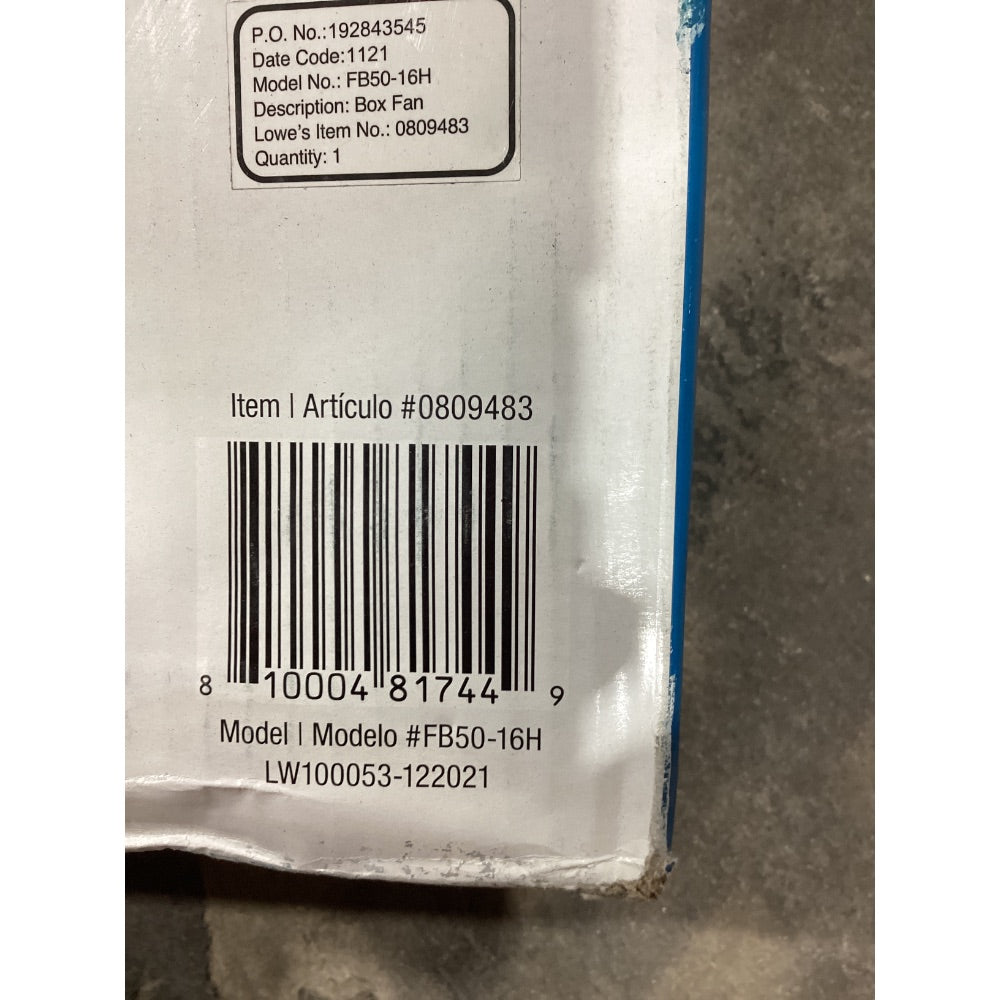 P.O. No.:192843545
Date Code:1121
Model No.: FB50-16H
Description: Box Fan
Lowe's Item No.: 0809483
Quantity: 1
Item | Artículo #0809483
8 10004 81744 9
Model | Modelo #FB50-16H
LW100053-122021